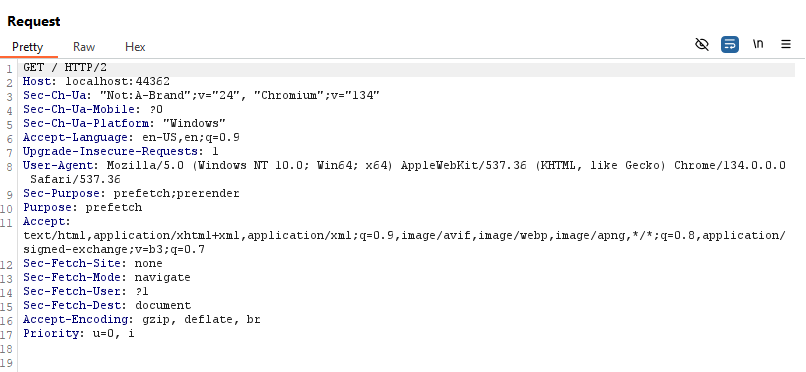 Request
Pretty Raw Hex
\n
1 GET / HTTP/2
2 Host: localhost:44362
3 Sec-Ch-Ua: "Not:A-Brand";v="24", "Chromium";v="134"
4 Sec-Ch-Ua-Mobile: ?0
5 Sec-Ch-Ua-Platform: "Windows"
6 Accept-Language: en-US,en;q=0.9
7 Upgrade-Insecure-Requests: 1
8 User-Agent: Mozilla/5.0 (Windows NT 10.0; Win64; x64) AppleWebKit/537.36 (KHTML, like Gecko) Chrome/134.0.0.0
Safari/537.36
9 Sec-Purpose: prefetch;prerender
10 Purpose: prefetch
11 Accept:
text/html,application/xhtml+xml,application/xml;q=0.9,image/avif,image/webp,image/apng,*/*;q=0.8,application/
signed-exchange;v=b3;q=0.7
12 Sec-Fetch-Site: none
13 Sec-Fetch-Mode: navigate
14 Sec-Fetch-User: ?1
15 Sec-Fetch-Dest: document
16 Accept-Encoding: gzip, deflate, br
17 Priority: u=0, i
18
19